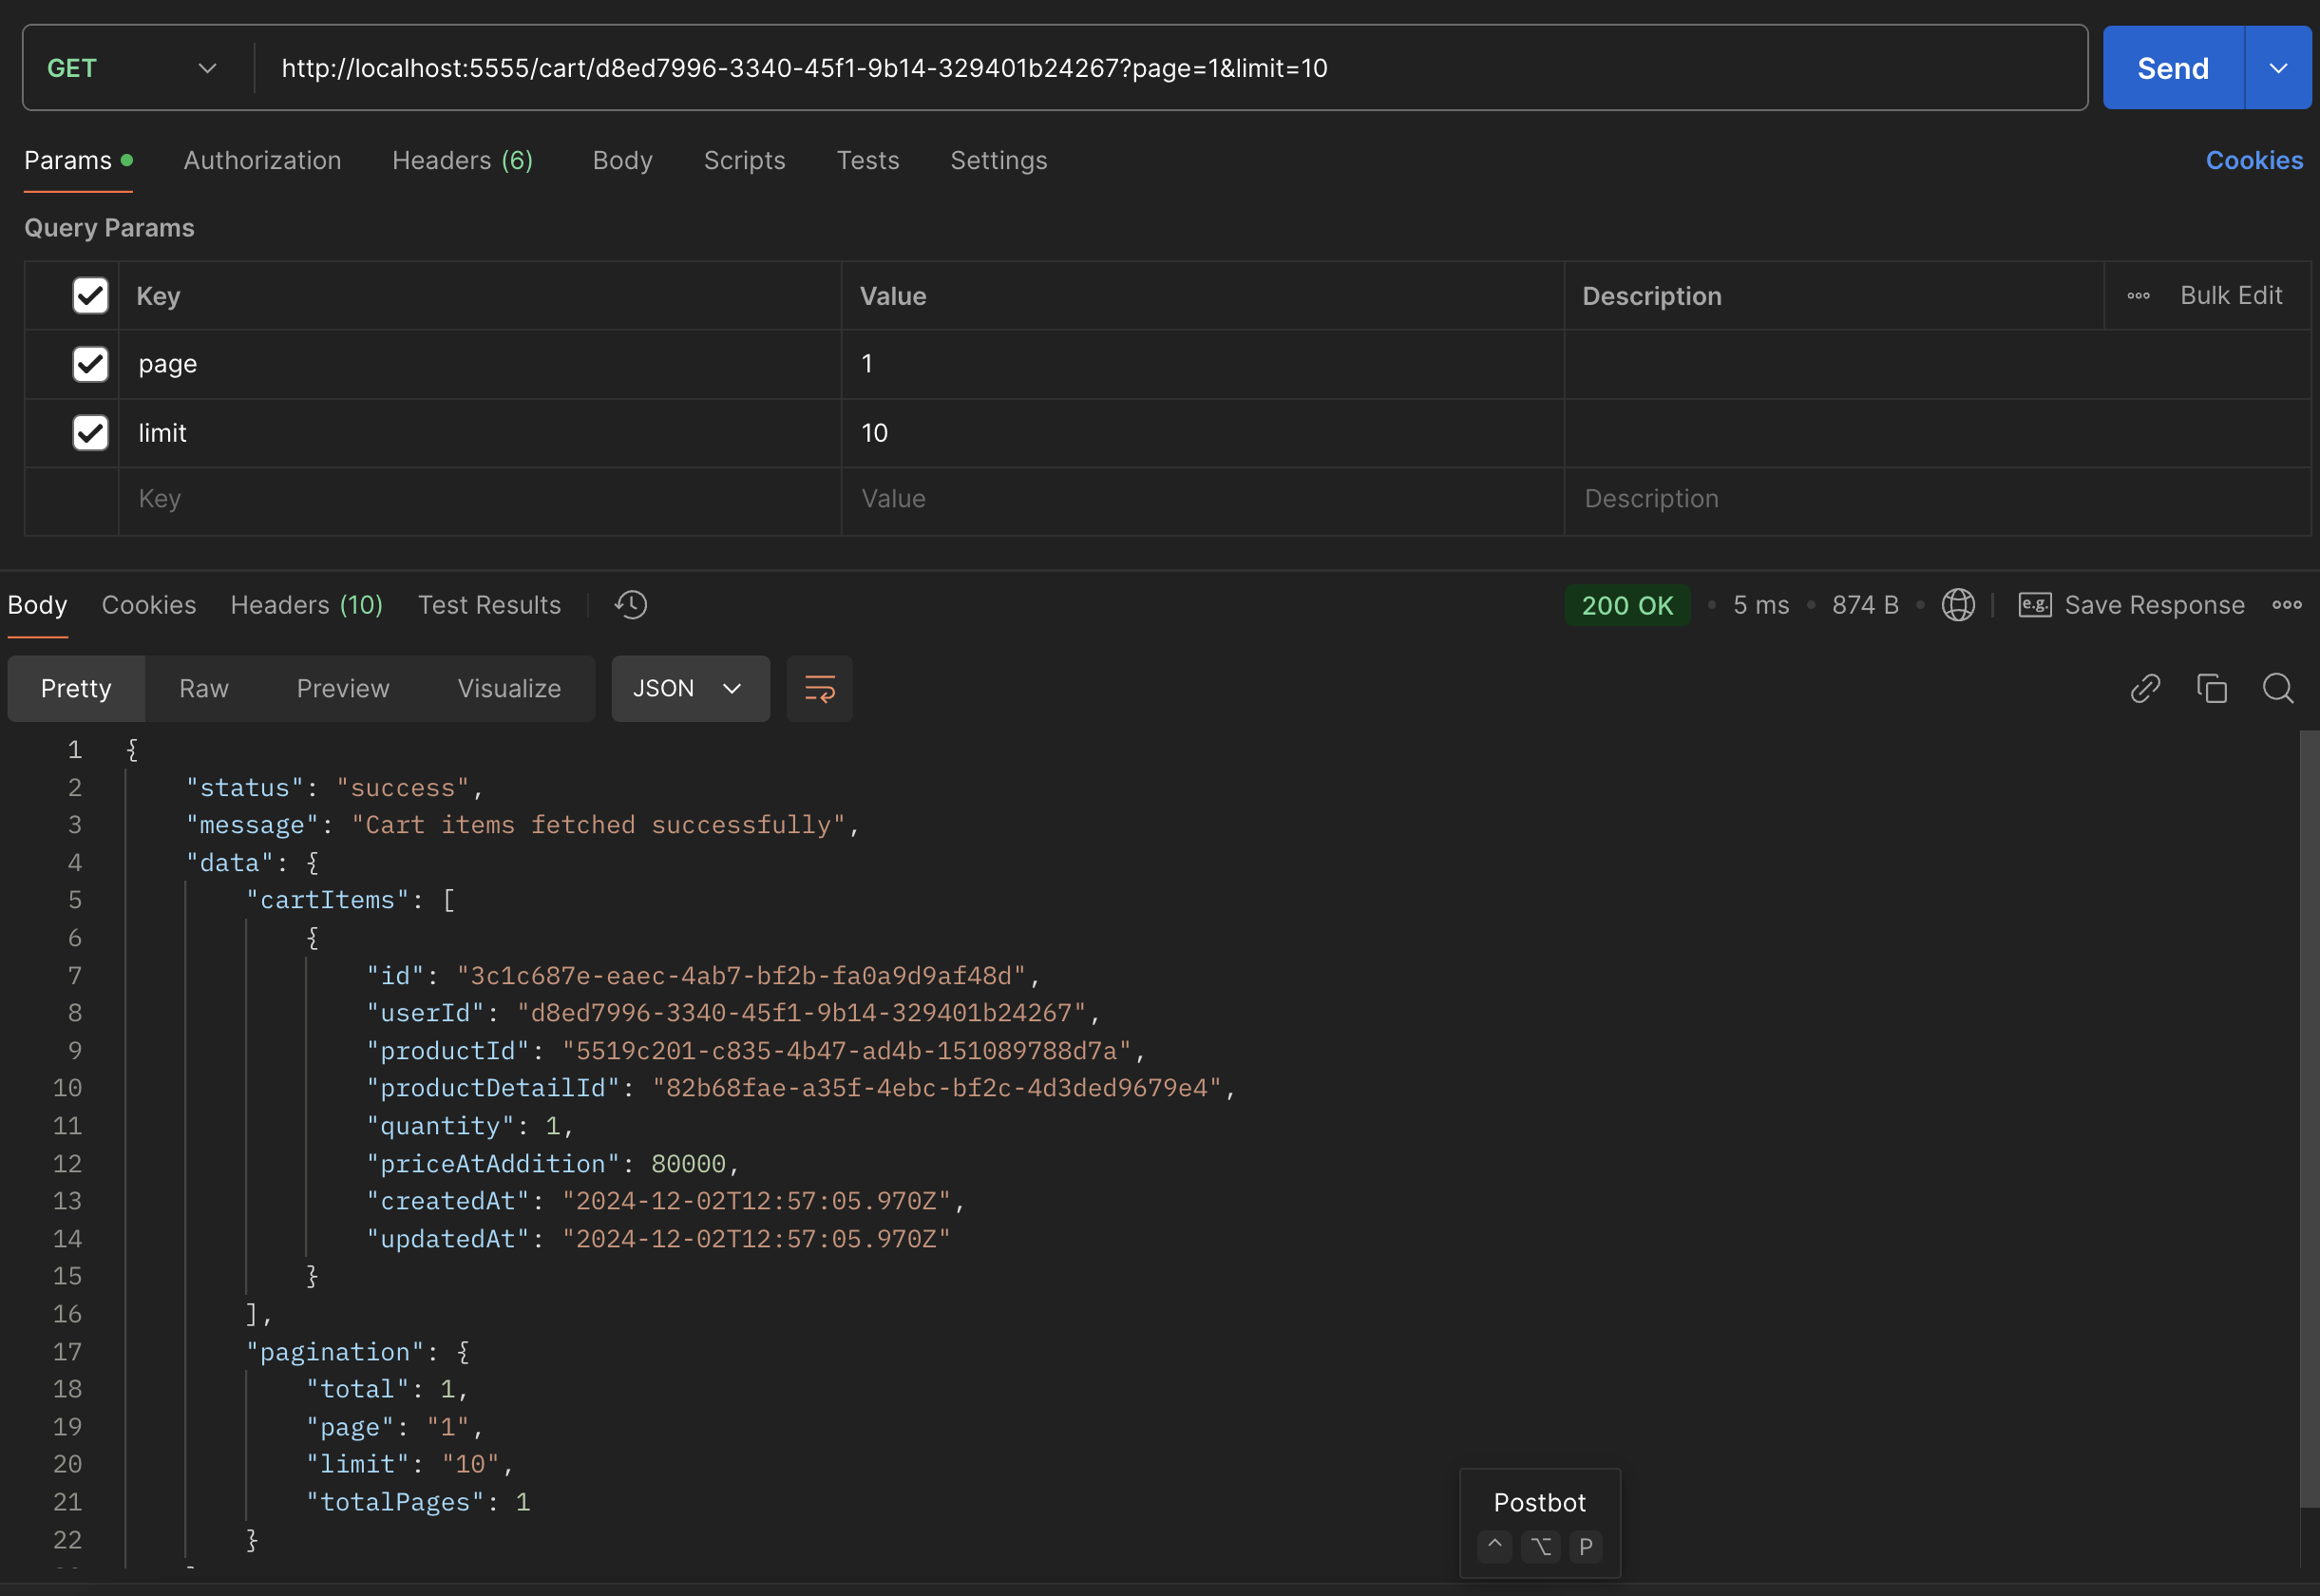 GET http://localhost:5555/cart/d8ed7996-3340-45f1-9b14-329401b24267?page=1&limit=10 Send
Params Authorization Headers (6) Body Scripts Tests Settings Cookies
Query Params
Key Value Description Bulk Edit
page 1
limit 10
Key Value Description
Body Cookies Headers (10) Test Results 200 OK 5 ms 874 B e.g. Save Response
Pretty Raw Preview Visualize JSON
1 {
2 "status": "success",
3 "message": "Cart items fetched successfully",
4 "data": {
5 "cartItems": [
6 {
7 "id": "3c1c687e-eaec-4ab7-bf2b-fa0a9d9af48d",
8 "userId": "d8ed7996-3340-45f1-9b14-329401b24267",
9 "productId": "5519c201-c835-4b47-ad4b-151089788d7a",
10 "productDetailId": "82b68fae-a35f-4ebc-bf2c-4d3ded9679e4",
11 "quantity": 1,
12 "priceAtAddition": 80000,
13 "createdAt": "2024-12-02T12:57:05.970Z",
14 "updatedAt": "2024-12-02T12:57:05.970Z"
15 }
16 ],
17 "pagination": {
18 "total": 1,
19 "page": "1",
20 "limit": "10",
21 "totalPages": 1
22 }
Postbot
^ ⌥ P